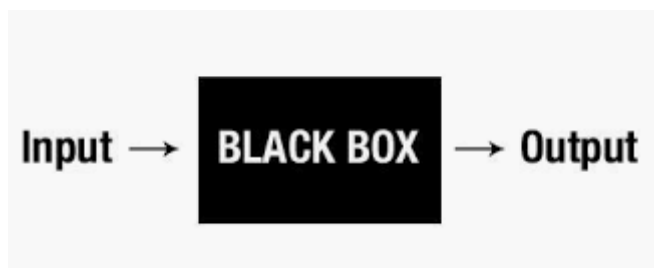 Input → BLACK BOX → Output